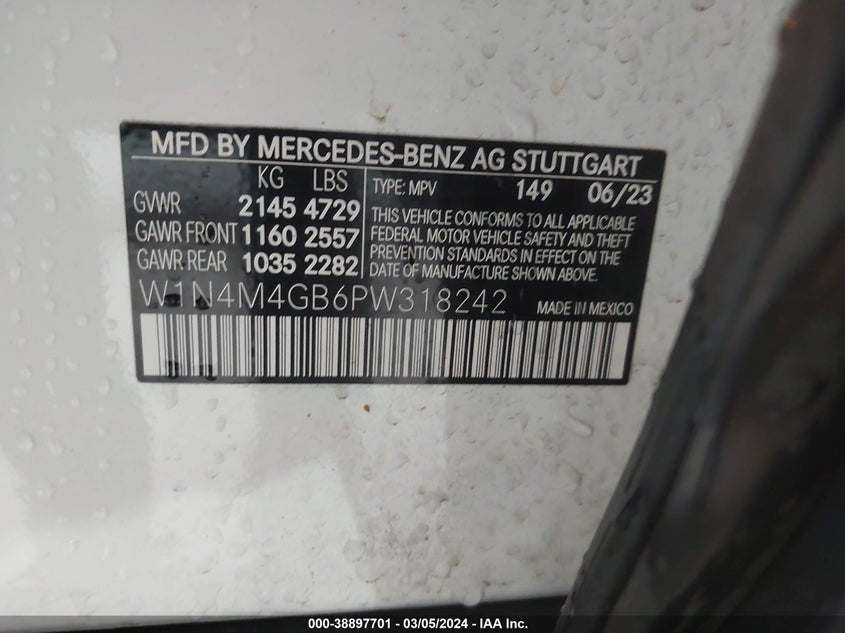 MFD BY MERCEDES-BENZ AG STUTTGART
KG LBS
GVWR 2145 4729
GAWR FRONT 1160 2557
GAWR REAR 1035 2282
TYPE: MPV 149 06/23
THIS VEHICLE CONFORMS TO ALL APPLICABLE
FEDERAL MOTOR VEHICLE SAFETY AND THEFT
PREVENTION STANDARDS IN EFFECT ON THE
DATE OF MANUFACTURE SHOWN ABOVE.
W1N4M4GB6PW318242 MADE IN MEXICO
000-38897701 — 03/05/2024 — IAA Inc.